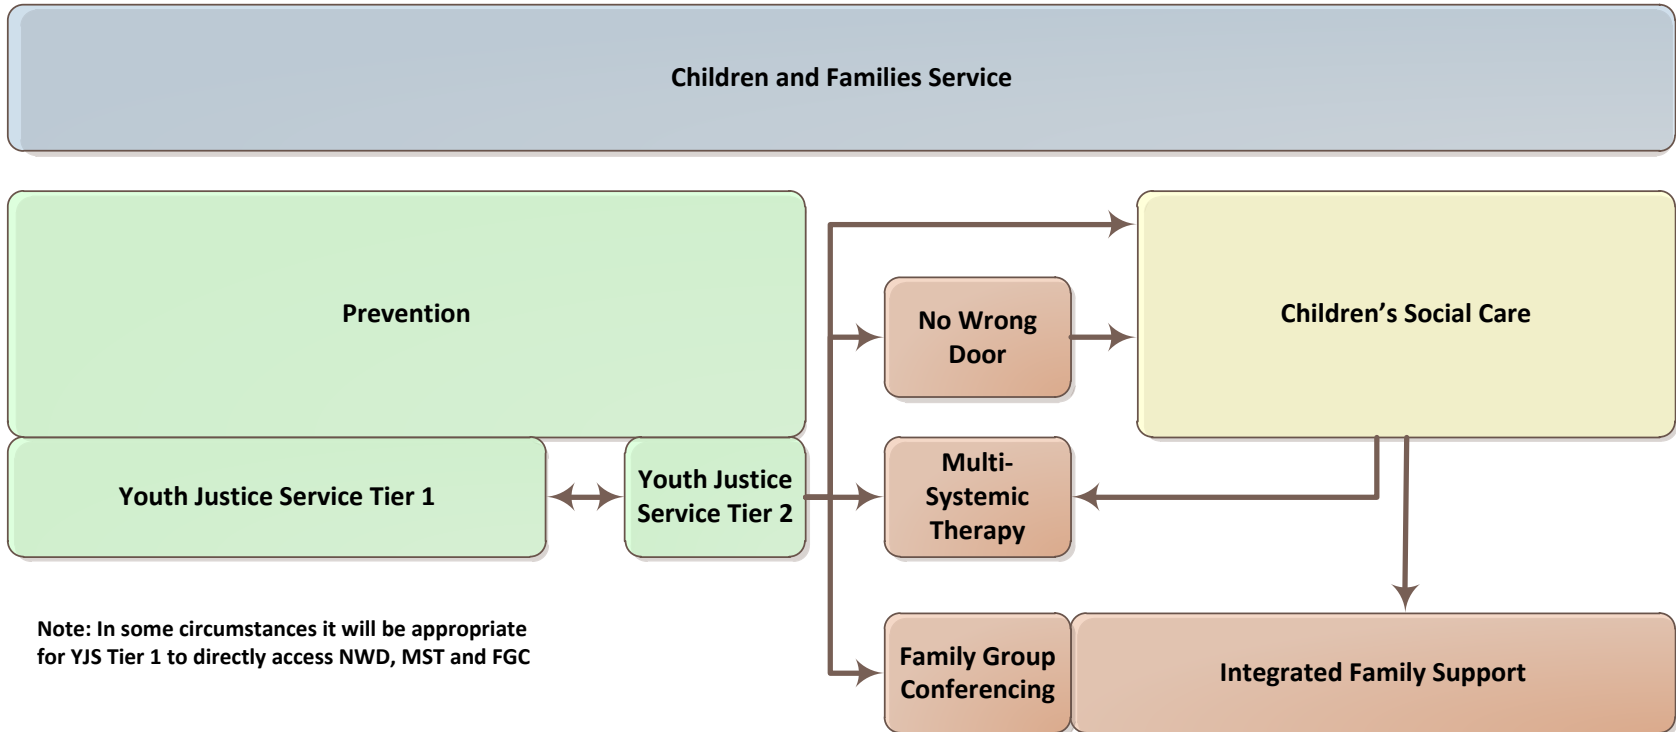 Children and Families Service
Prevention
Children’s Social Care
No Wrong
Door
Youth Justice Service Tier 1
Youth Justice
Service Tier 2
Multi-
Systemic
Therapy
Note: In some circumstances it will be appropriate
for YJS Tier 1 to directly access NWD, MST and FGC
Family Group
Conferencing
Integrated Family Support